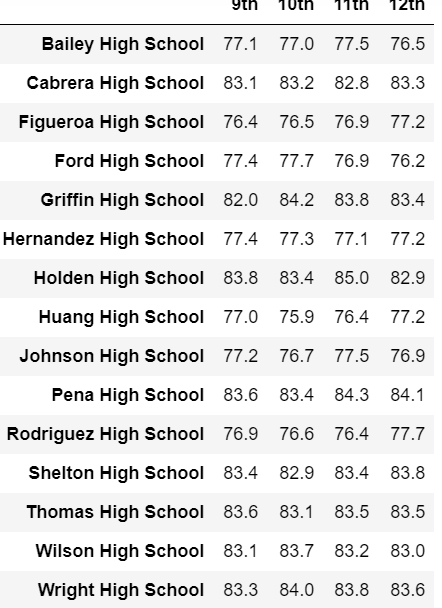 9th 10th 11th 12th
Bailey High School 77.1 77.0 77.5 76.5
Cabrera High School 83.1 83.2 82.8 83.3
Figueroa High School 76.4 76.5 76.9 77.2
Ford High School 77.4 77.7 76.9 76.2
Griffin High School 82.0 84.2 83.8 83.4
Hernandez High School 77.4 77.3 77.1 77.2
Holden High School 83.8 83.4 85.0 82.9
Huang High School 77.0 75.9 76.4 77.2
Johnson High School 77.2 76.7 77.5 76.9
Pena High School 83.6 83.4 84.3 84.1
Rodriguez High School 76.9 76.6 76.4 77.7
Shelton High School 83.4 82.9 83.4 83.8
Thomas High School 83.6 83.1 83.5 83.5
Wilson High School 83.1 83.7 83.2 83.0
Wright High School 83.3 84.0 83.8 83.6